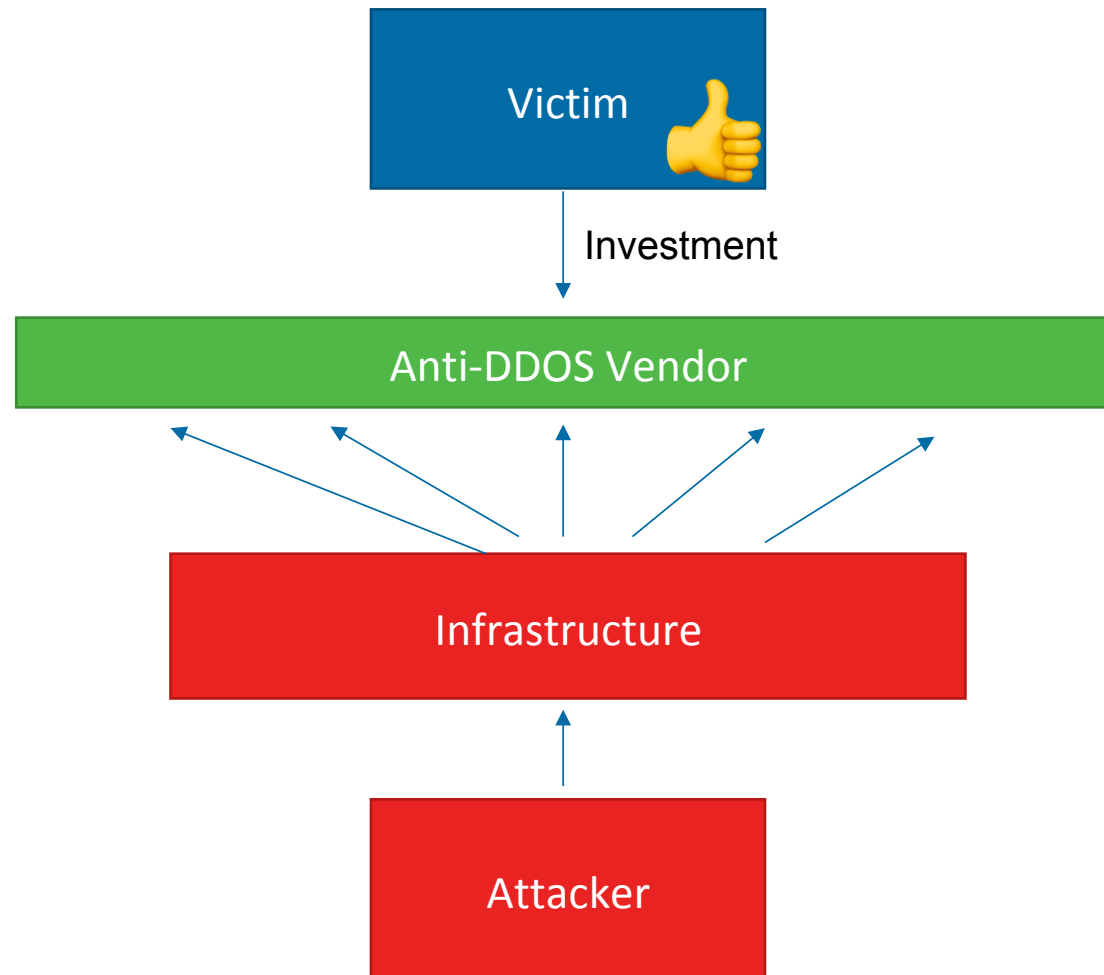 Victim
Investment
Anti-DDOS Vendor
Infrastructure
Attacker